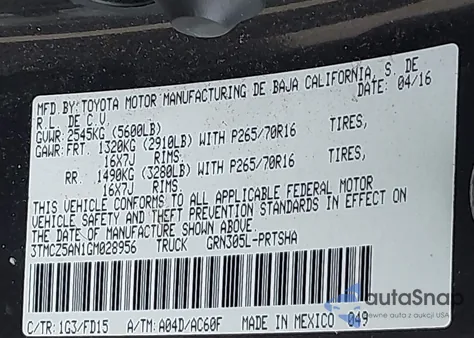 MFD.BY:TOYOTA MOTOR MANUFACTURING DE BAJA CALIFORNIA, S. DE
R.L. DE C.V. DATE: 04/16
GVWR:2545KG (5600LB)
GAWR:FRT. 1320KG (2910LB) WITH P265/70R16 TIRES,
16X7J RIMS
RR. 1490KG (3280LB) WITH P265/70R16 TIRES,
16X7J RIMS
THIS VEHICLE CONFORMS TO ALL APPLICABLE FEDERAL MOTOR
VEHICLE SAFETY AND THEFT PREVENTION STANDARDS IN EFFECT ON
THE DATE OF MANUFACTURE SHOWN ABOVE.
3TMCZ5AN1GM028956 TRUCK GRN305L-PRTSHA
C/TR: 1G3/FD15 A/TM: A04D/AC60F MADE IN MEXICO 049
autoSnap